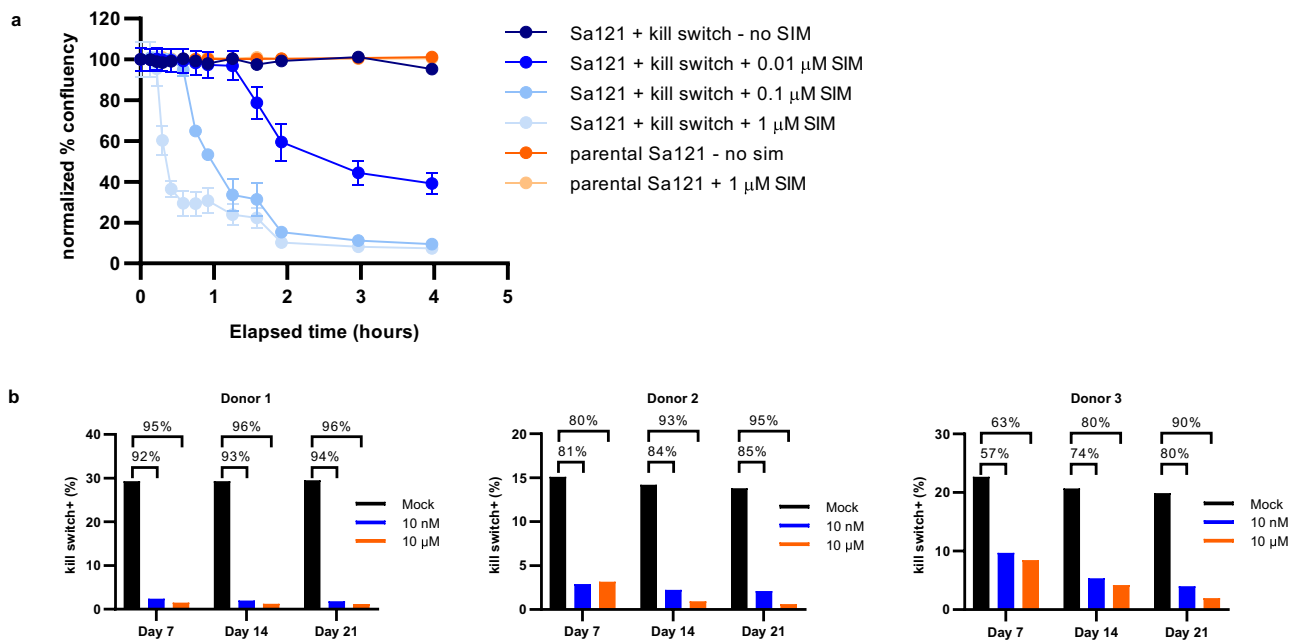 a
normalized % confluency
120
100
80
60
40
20
0
0 1 2 3 4 5
Elapsed time (hours)
Sa121 + kill switch - no SIM
Sa121 + kill switch + 0.01 μM SIM
Sa121 + kill switch + 0.1 μM SIM
Sa121 + kill switch + 1 μM SIM
parental Sa121 - no sim
parental Sa121 + 1 μM SIM
b
Donor 1
kill switch+ (%)
40
30
20
10
0
95% 96% 96%
92% 93% 94%
Mock
10 nM
10 μM
Day 7 Day 14 Day 21
Donor 2
kill switch+ (%)
20
15
10
5
0
80% 93% 95%
81% 84% 85%
Mock
10 nM
10 μM
Day 7 Day 14 Day 21
Donor 3
kill switch+ (%)
30
20
10
0
63% 80% 90%
57% 74% 80%
Mock
10 nM
10 μM
Day 7 Day 14 Day 21